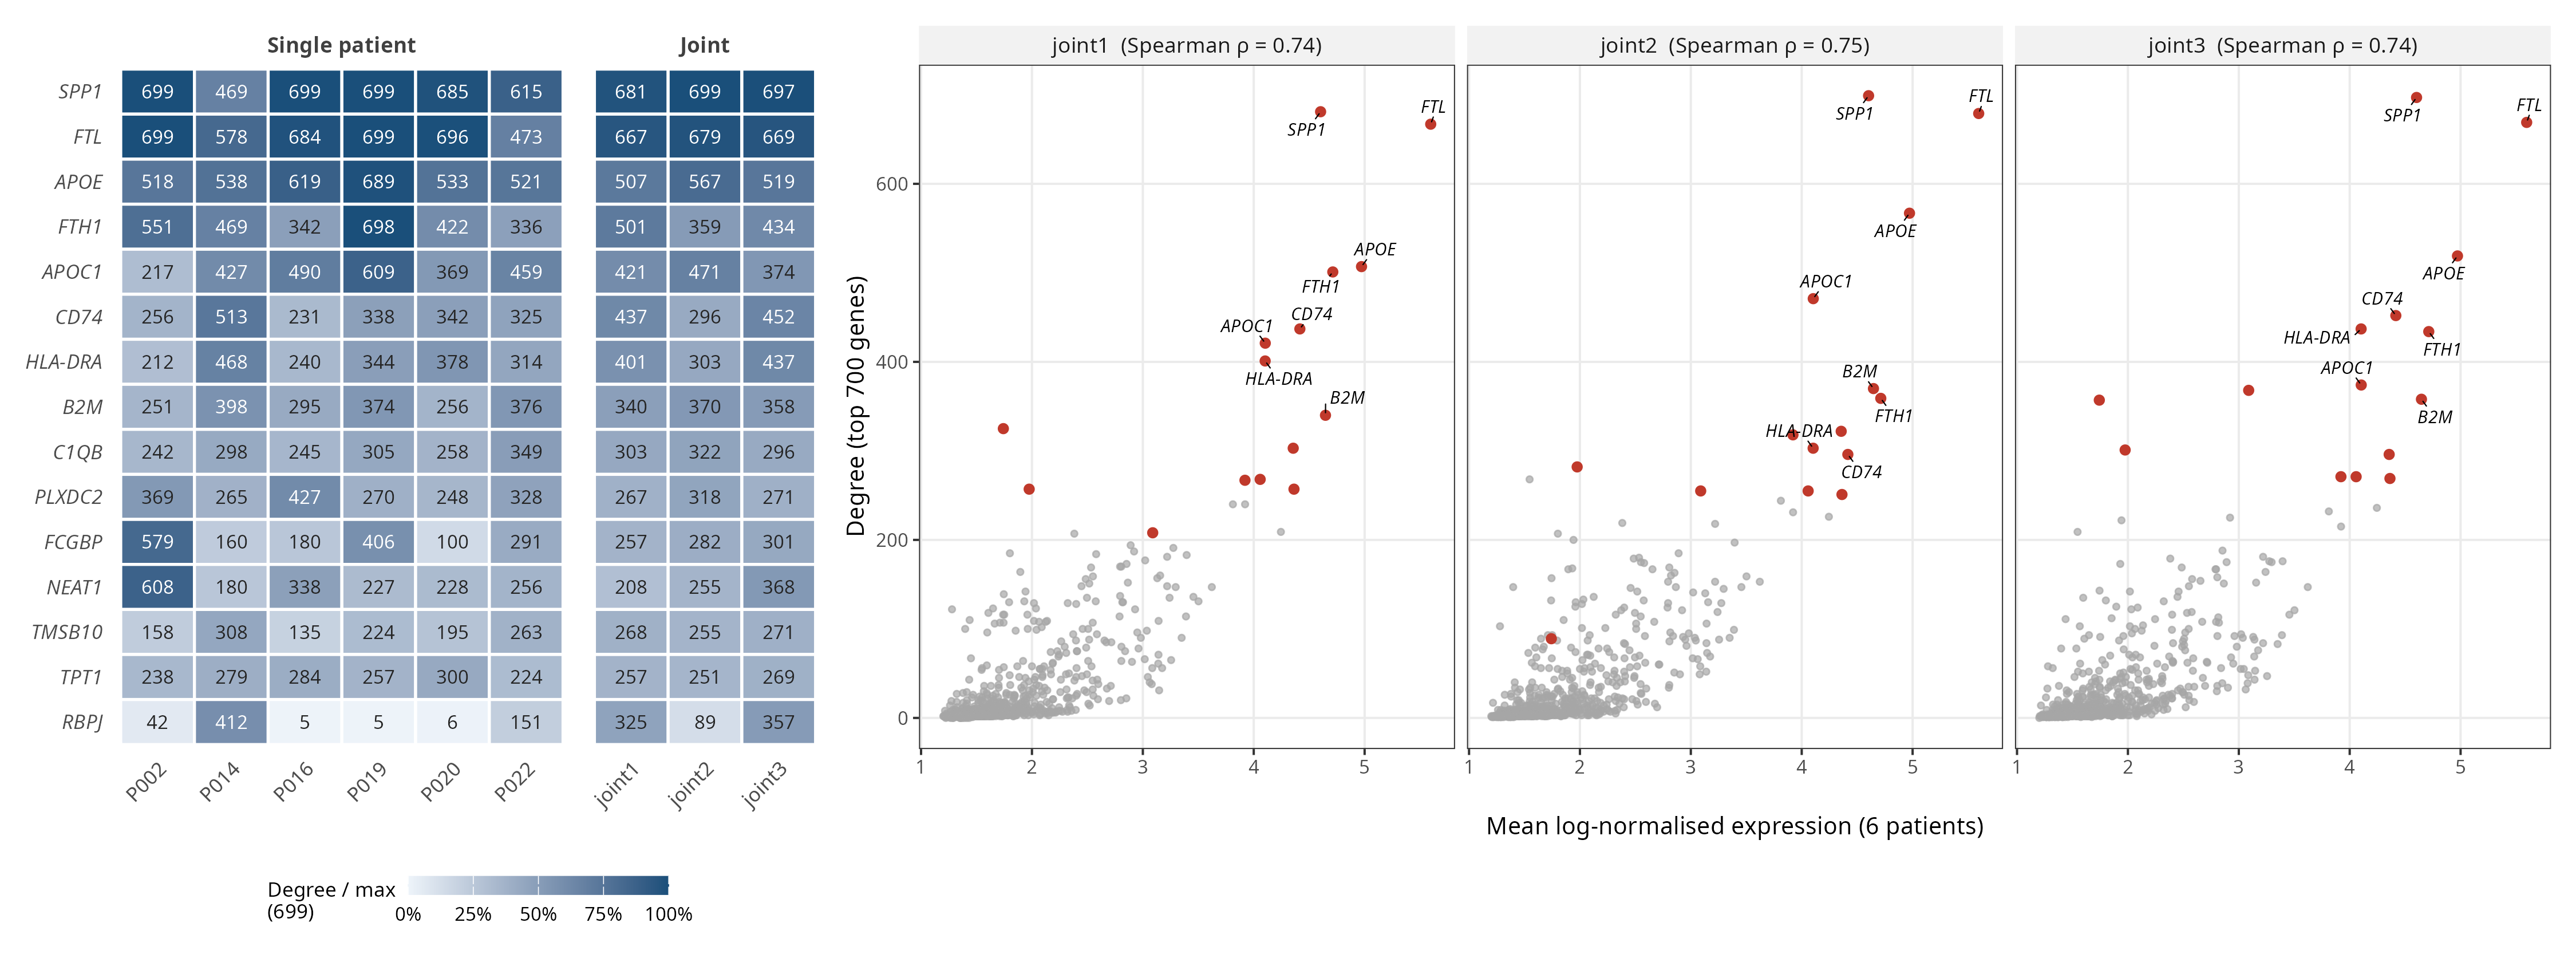 Single patient Joint
SPP1 699 469 699 699 685 615 681 699 697
FTL 699 578 684 699 696 473 667 679 669
APOE 518 538 619 689 533 521 507 567 519
FTH1 551 469 342 698 422 336 501 359 434
APOC1 217 427 490 609 369 459 421 471 374
CD74 256 513 231 338 342 325 437 296 452
HLA-DRA 212 468 240 344 378 314 401 303 437
B2M 251 398 295 374 256 376 340 370 358
C1QB 242 298 245 305 258 349 303 322 296
PLXDC2 369 265 427 270 248 328 267 318 271
FCGBP 579 160 180 406 100 291 257 282 301
NEAT1 608 180 338 227 228 256 208 255 368
TMSB10 158 308 135 224 195 263 268 255 271
TPT1 238 279 284 257 300 224 257 251 269
RBPJ 42 412 5 5 6 151 325 89 357
P002 P014 P016 P019 P020 P022 joint1 joint2 joint3
Degree / max
(699)
0% 25% 50% 75% 100%
Degree (top 700 genes)
600
400
200
0
joint1 (Spearman ρ = 0.74)
FTL
SPP1
APOE
FTH1
CD74
APOC1
HLA-DRA
B2M
1 2 3 4 5
joint2 (Spearman ρ = 0.75)
FTL
SPP1
APOE
APOC1
B2M
FTH1
HLA-DRA
CD74
1 2 3 4 5
joint3 (Spearman ρ = 0.74)
FTL
SPP1
APOE
CD74
HLA-DRA
FTH1
APOC1
B2M
1 2 3 4 5
Mean log-normalised expression (6 patients)